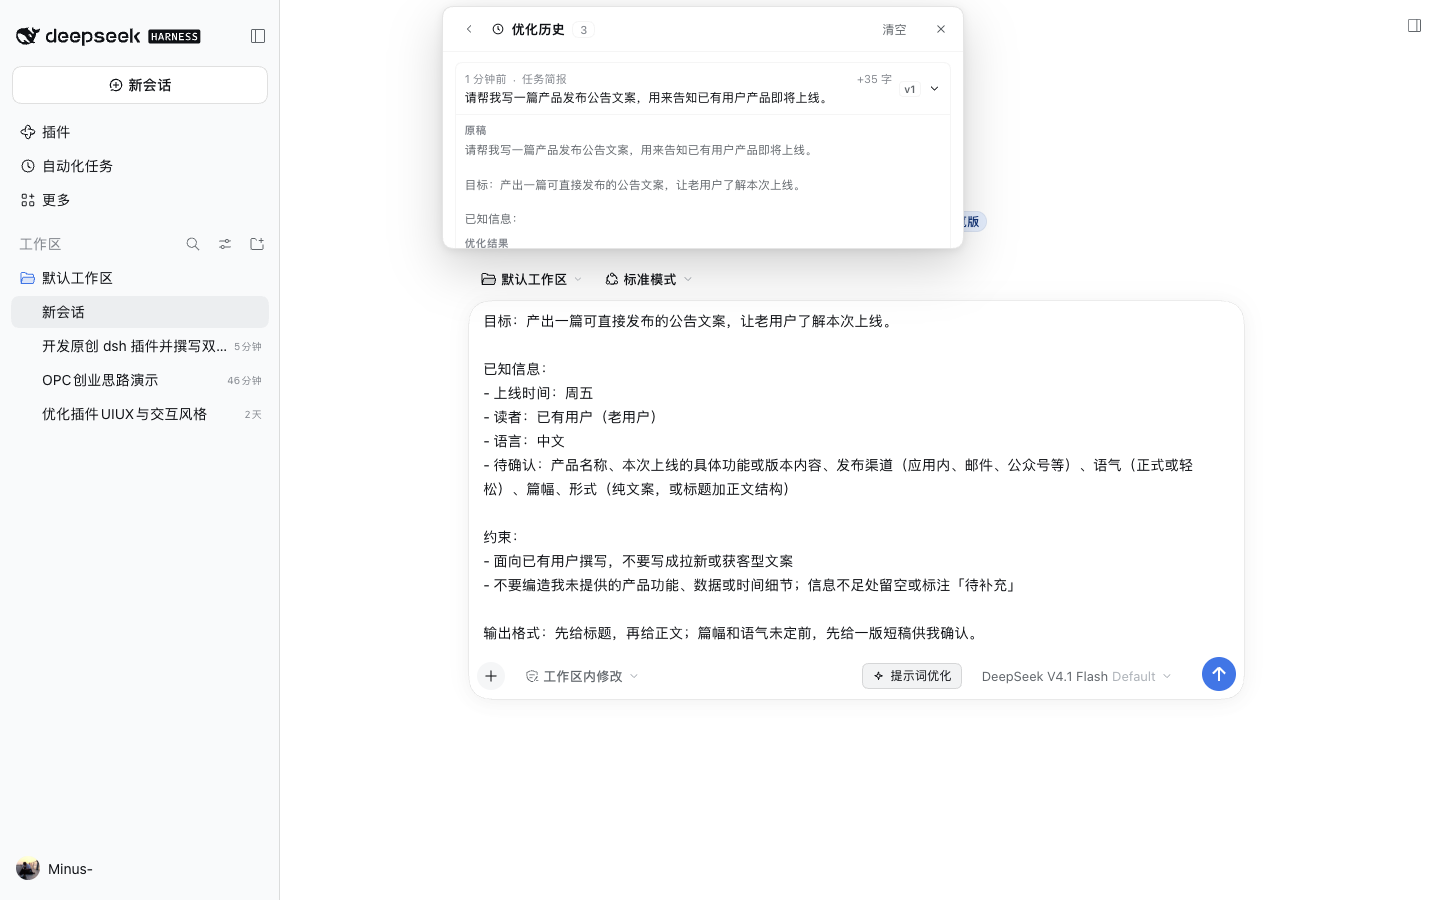 deepseek HARNESS
新会话
插件
自动化任务
更多
工作区
默认工作区
新会话
开发原创 dsh 插件并撰写双... 5分钟
OPC创业思路演示 46分钟
优化插件UIUX与交互风格 2天
Minus-
优化历史 3 清空
1 分钟前 · 任务简报 +35 字
请帮我写一篇产品发布公告文案，用来告知已有用户产品即将上线。 v1
原稿
请帮我写一篇产品发布公告文案，用来告知已有用户产品即将上线。
目标：产出一篇可直接发布的公告文案，让老用户了解本次上线。
已知信息：
优化结果
版
默认工作区 标准模式
目标：产出一篇可直接发布的公告文案，让老用户了解本次上线。
已知信息：
- 上线时间：周五
- 读者：已有用户（老用户）
- 语言：中文
- 待确认：产品名称、本次上线的具体功能或版本内容、发布渠道（应用内、邮件、公众号等）、语气（正式或轻
松）、篇幅、形式（纯文案，或标题加正文结构）
约束：
- 面向已有用户撰写，不要写成拉新或获客型文案
- 不要编造我未提供的产品功能、数据或时间细节；信息不足处留空或标注「待补充」
输出格式：先给标题，再给正文；篇幅和语气未定前，先给一版短稿供我确认。
工作区内修改 提示词优化 DeepSeek V4.1 Flash Default